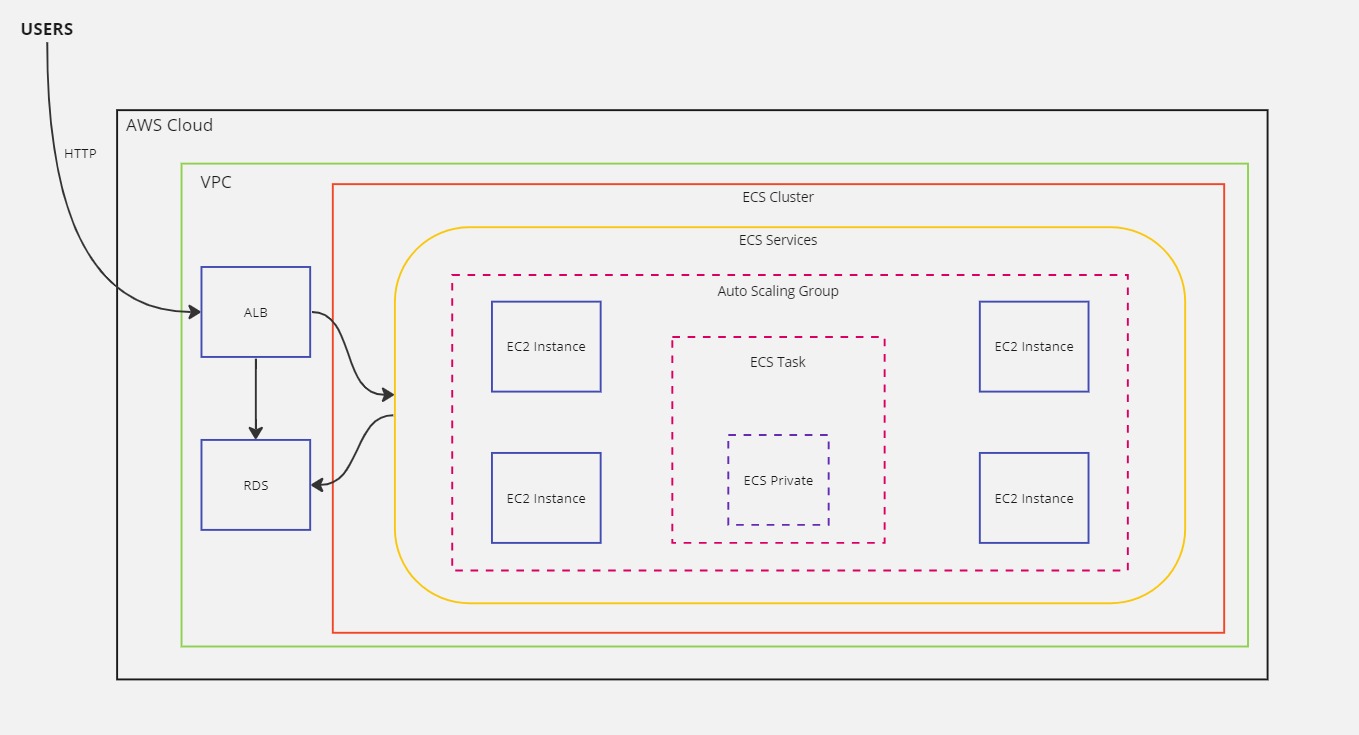 USERS
AWS Cloud
HTTP
VPC
ECS Cluster
ECS Services
Auto Scaling Group
ALB
EC2 Instance
EC2 Instance
ECS Task
RDS
EC2 Instance
ECS Private
EC2 Instance